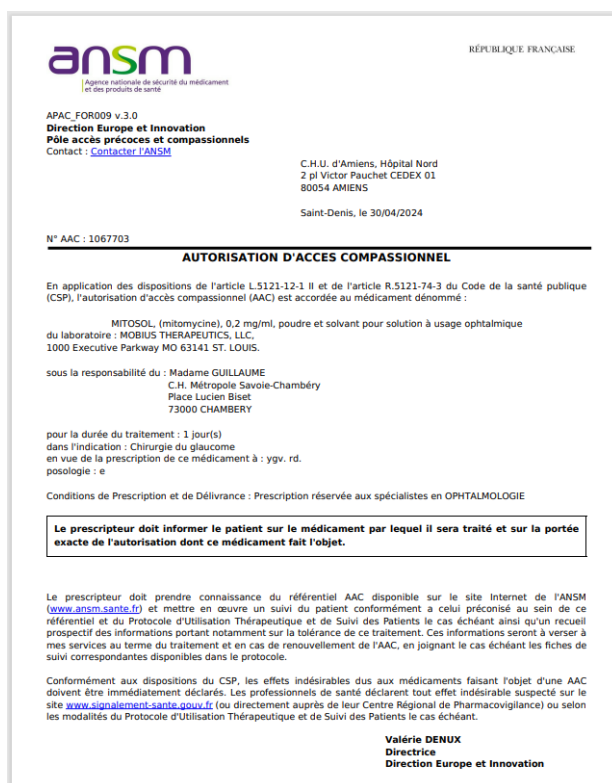 ansm
Agence nationale de sécurité du médicament
et des produits de santé
RÉPUBLIQUE FRANÇAISE
APAC_FOR009 v.3.0
Direction Europe et Innovation
Pôle accès précoces et compassionnels
Contact : Contacter l'ANSM
C.H.U. d'Amiens, Hôpital Nord
2 pl Victor Pauchet CEDEX 01
80054 AMIENS
Saint-Denis, le 30/04/2024
N° AAC : 1067703
AUTORISATION D'ACCES COMPASSIONNEL
En application des dispositions de l'article L.5121-12-1 II et de l'article R.5121-74-3 du Code de la santé publique
(CSP), l'autorisation d'accès compassionnel (AAC) est accordée au médicament dénommé :
MITOSOL, (mitomycine), 0,2 mg/ml, poudre et solvant pour solution à usage ophtalmique
du laboratoire : MOBIUS THERAPEUTICS, LLC,
1000 Executive Parkway MO 63141 ST. LOUIS.
sous la responsabilité du : Madame GUILLAUME
C.H. Métropole Savoie-Chambéry
Place Lucien Biset
73000 CHAMBERY
pour la durée du traitement : 1 jour(s)
dans l'indication : Chirurgie du glaucome
en vue de la prescription de ce médicament à : ygv. rd.
posologie : e
Conditions de Prescription et de Délivrance : Prescription réservée aux spécialistes en OPHTALMOLOGIE
Le prescripteur doit informer le patient sur le médicament par lequel il sera traité et sur la portée
exacte de l'autorisation dont ce médicament fait l'objet.
Le prescripteur doit prendre connaissance du référentiel AAC disponible sur le site Internet de l'ANSM
(www.ansm.sante.fr) et mettre en œuvre un suivi du patient conformément a celui préconisé au sein de ce
référentiel et du Protocole d'Utilisation Thérapeutique et de Suivi des Patients le cas échéant ainsi qu'un recueil
prospectif des informations portant notamment sur la tolérance de ce traitement. Ces informations seront à verser à
mes services au terme du traitement et en cas de renouvellement de l'AAC, en joignant le cas échéant les fiches de
suivi correspondantes disponibles dans le protocole.
Conformément aux dispositions du CSP, les effets indésirables dus aux médicaments faisant l'objet d'une AAC
doivent être immédiatement déclarés. Les professionnels de santé déclarent tout effet indésirable suspecté sur le
site www.signalement-sante.gouv.fr (ou directement auprès de leur Centre Régional de Pharmacovigilance) ou selon
les modalités du Protocole d'Utilisation Thérapeutique et de Suivi des Patients le cas échéant.
Valérie DENUX
Directrice
Direction Europe et Innovation